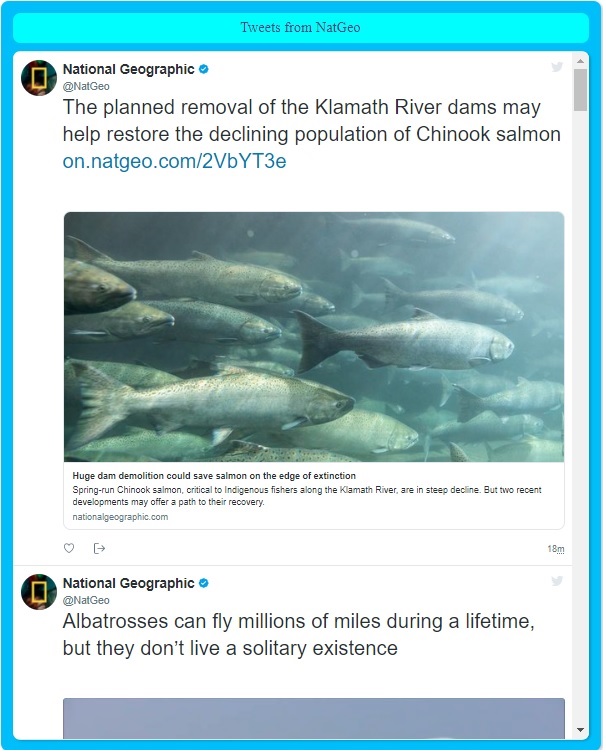 Tweets from NatGeo
National Geographic
@NatGeo
The planned removal of the Klamath River dams may
help restore the declining population of Chinook salmon
on.natgeo.com/2VbYT3e
Huge dam demolition could save salmon on the edge of extinction
Spring-run Chinook salmon, critical to Indigenous fishers along the Klamath River, are in steep decline. But two recent
developments may offer a path to their recovery.
nationalgeographic.com
18m
National Geographic
@NatGeo
Albatrosses can fly millions of miles during a lifetime,
but they don’t live a solitary existence